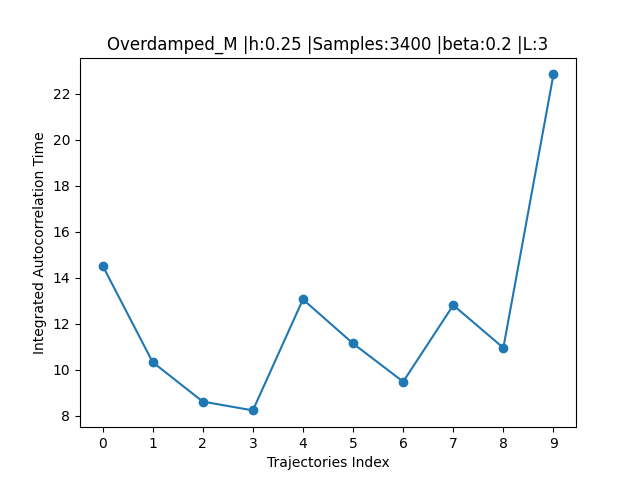 Overdamped_M |h:0.25 |Samples:3400 |beta:0.2 |L:3
Integrated Autocorrelation Time
22
20
18
16
14
12
10
8
0 1 2 3 4 5 6 7 8 9
Trajectories Index